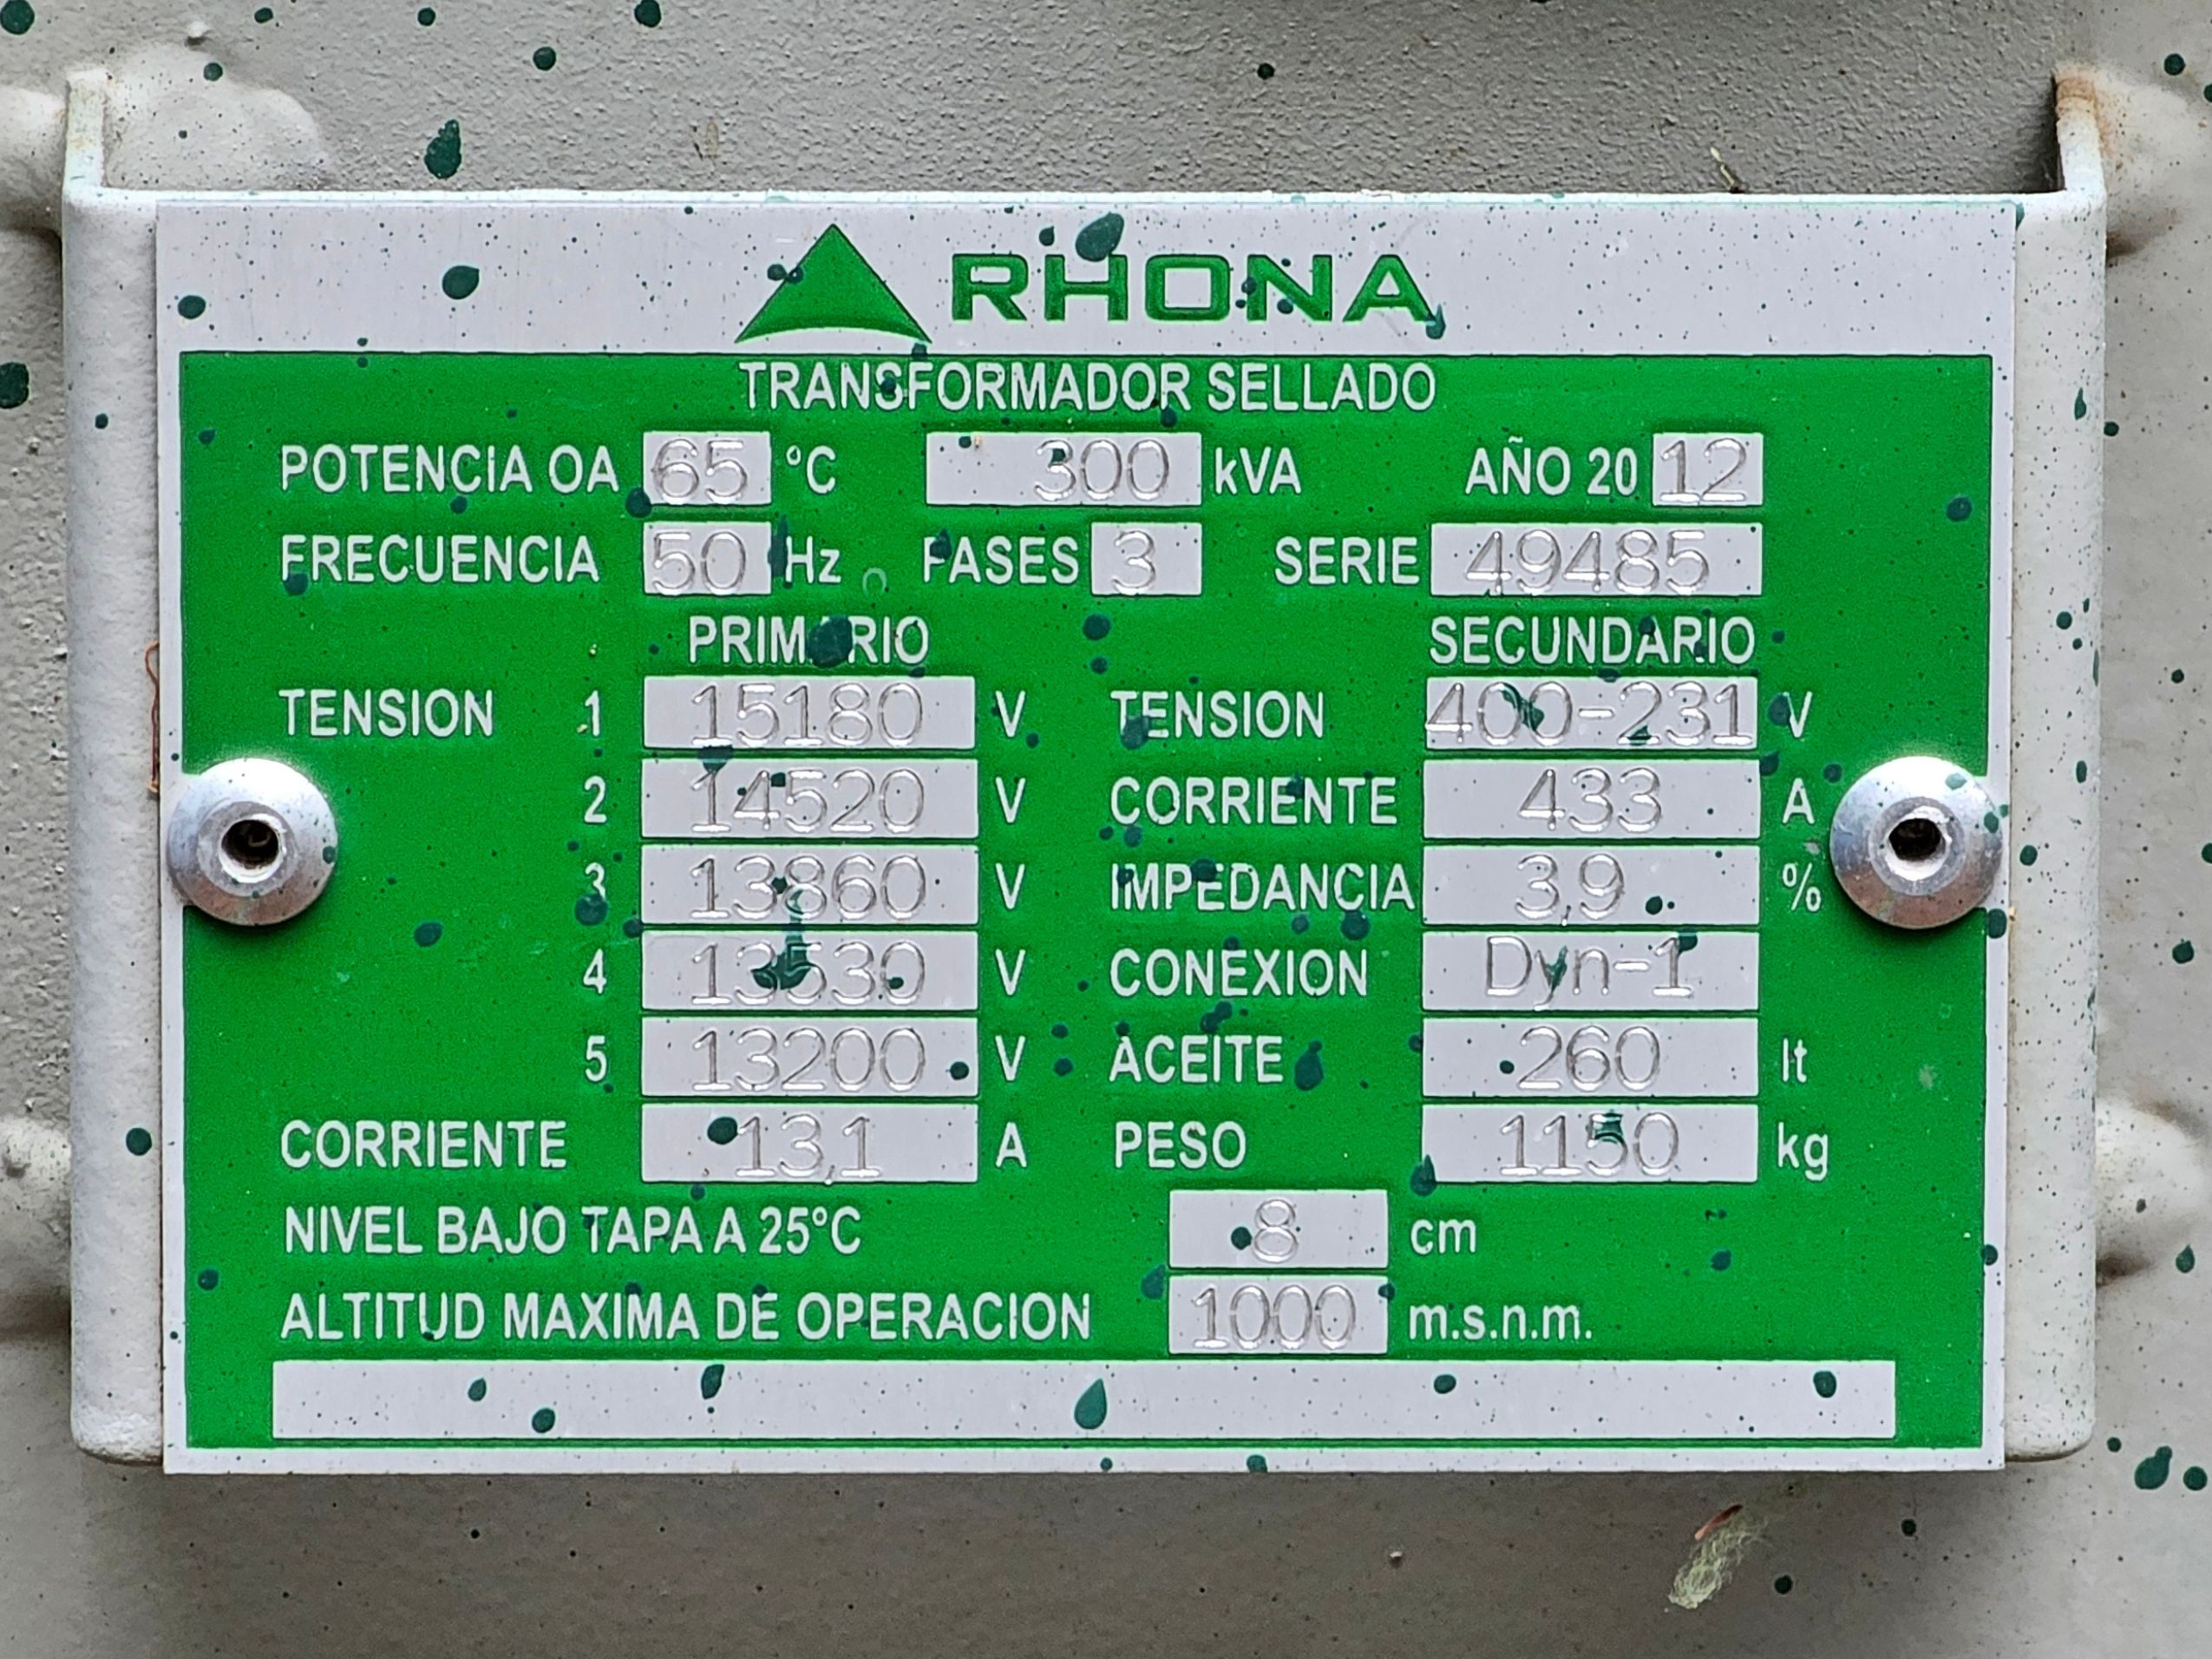 RHONA
TRANSFORMADOR SELLADO
POTENCIA OA 65 °C 300 kVA AÑO 20 12
FRECUENCIA 50 Hz FASES 3 SERIE 49485
PRIMARIO SECUNDARIO
TENSION 1 15180 V TENSION 400-231 V
2 14520 V CORRIENTE 433 A
3 13860 V IMPEDANCIA 3,9 %
4 13530 V CONEXION Dyn-1
5 13200 V ACEITE 260 lt
CORRIENTE 13,1 A PESO 1150 kg
NIVEL BAJO TAPA A 25°C 8 cm
ALTITUD MAXIMA DE OPERACION 1000 m.s.n.m.